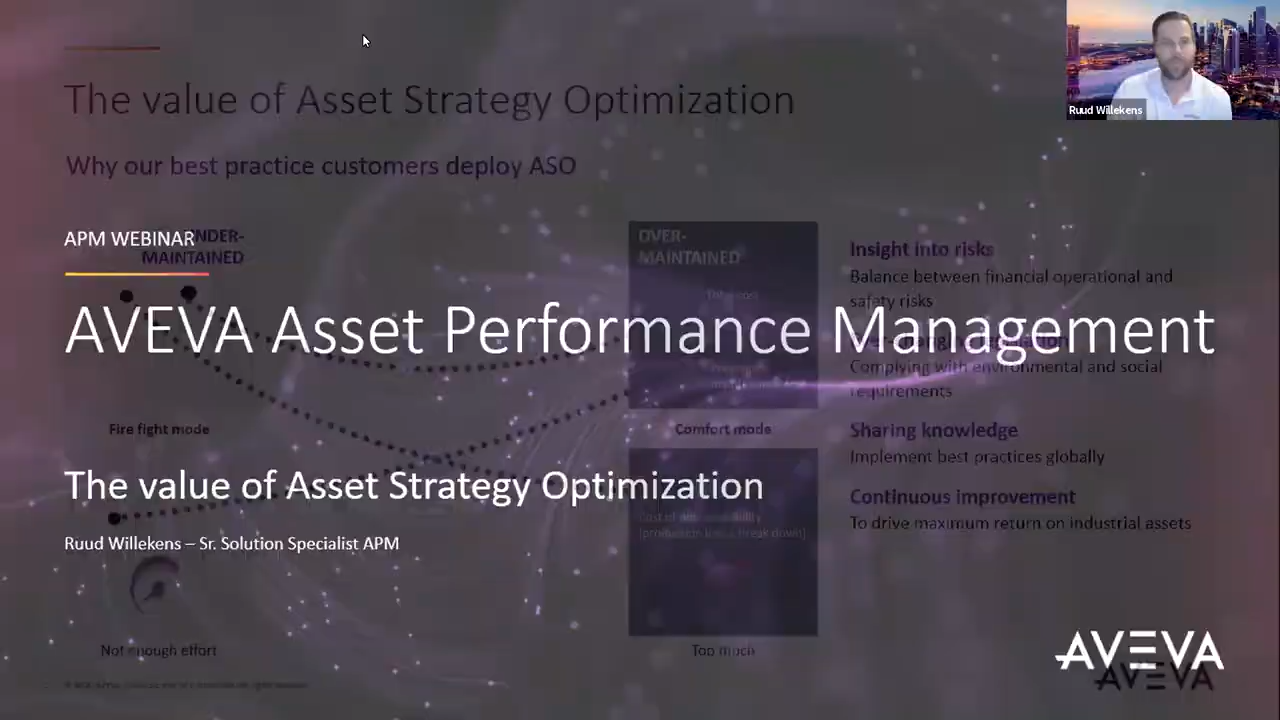 The value of Asset Strategy Optimization
Ruud Willekens
Why our best practice customers deploy ASO
APM WEBINAR
UNDER-
MAINTAINED
OVER-
MAINTAINED
Total cost
AVEVA Asset Performance Management
Insight into risks
Balance between financial operational and
safety risks
Complying with environmental and social
requirements
Fire fight mode
Comfort mode
Sharing knowledge
Implement best practices globally
The value of Asset Strategy Optimization
Ruud Willekens – Sr. Solution Specialist APM
Continuous improvement
To drive maximum return on industrial assets
Not enough effort
Too much
AVEVA
AVEVA